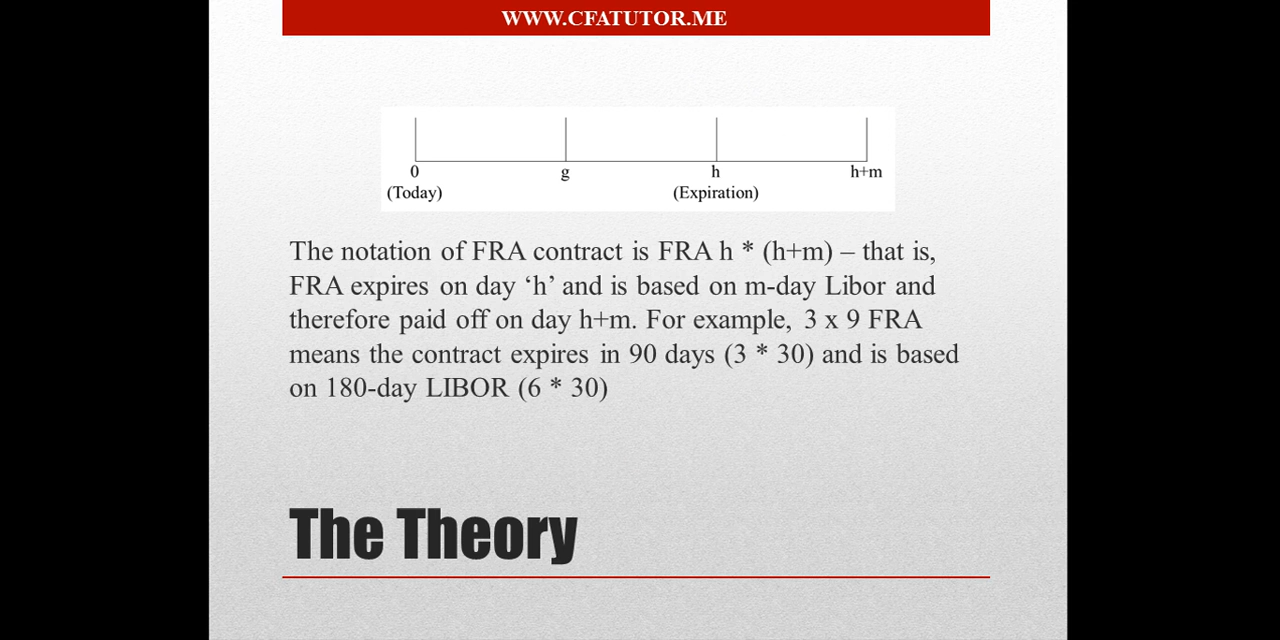 WWW.CFATUTOR.ME
0 g h h+m
(Today) (Expiration)
The notation of FRA contract is FRA h * (h+m) – that is,
FRA expires on day ‘h’ and is based on m-day Libor and
therefore paid off on day h+m. For example, 3 x 9 FRA
means the contract expires in 90 days (3 * 30) and is based
on 180-day LIBOR (6 * 30)
The Theory